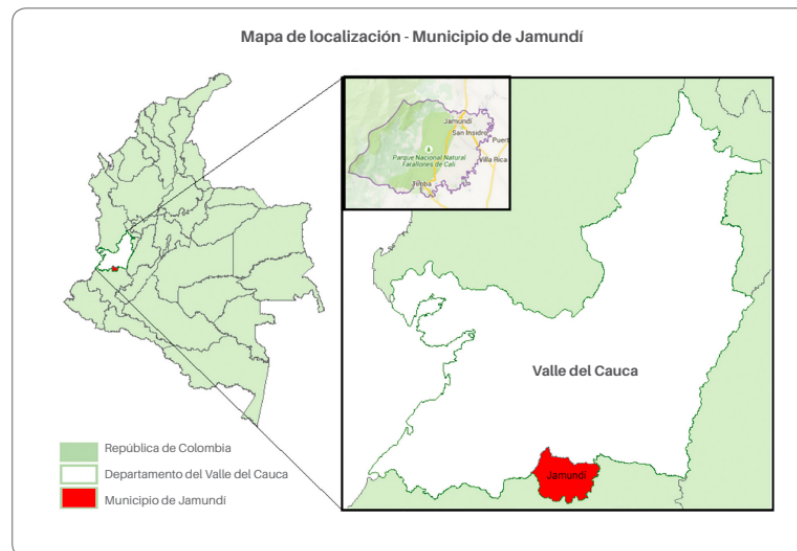 Mapa de localización - Municipio de Jamundí
Jamundí
San Insidro
Puert
Parque Nacional Natural
Farallones de Cali
Villa Rica
Timba
Valle del Cauca
Jamundí
República de Colombia
Departamento del Valle del Cauca
Municipio de Jamundí